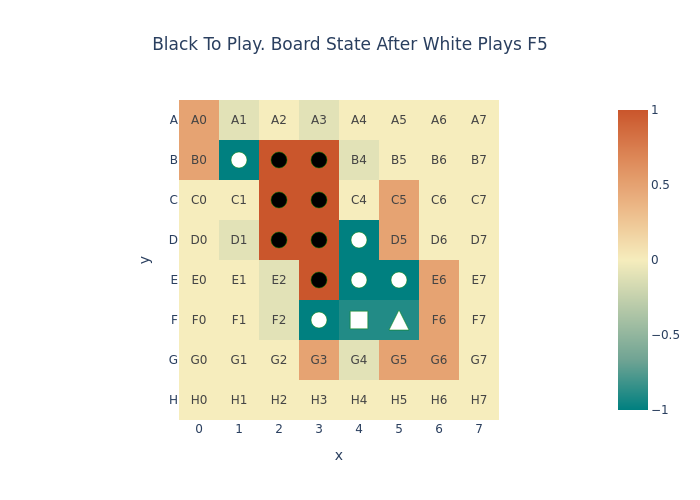 Black To Play. Board State After White Plays F5
A A0 A1 A2 A3 A4 A5 A6 A7
B B0 B4 B5 B6 B7
C C0 C1 C4 C5 C6 C7
D D0 D1 D5 D6 D7
E E0 E1 E2 E6 E7
F F0 F1 F2 F6 F7
G G0 G1 G2 G3 G4 G5 G6 G7
H H0 H1 H2 H3 H4 H5 H6 H7
0 1 2 3 4 5 6 7
x
y
1
0.5
0
−0.5
−1